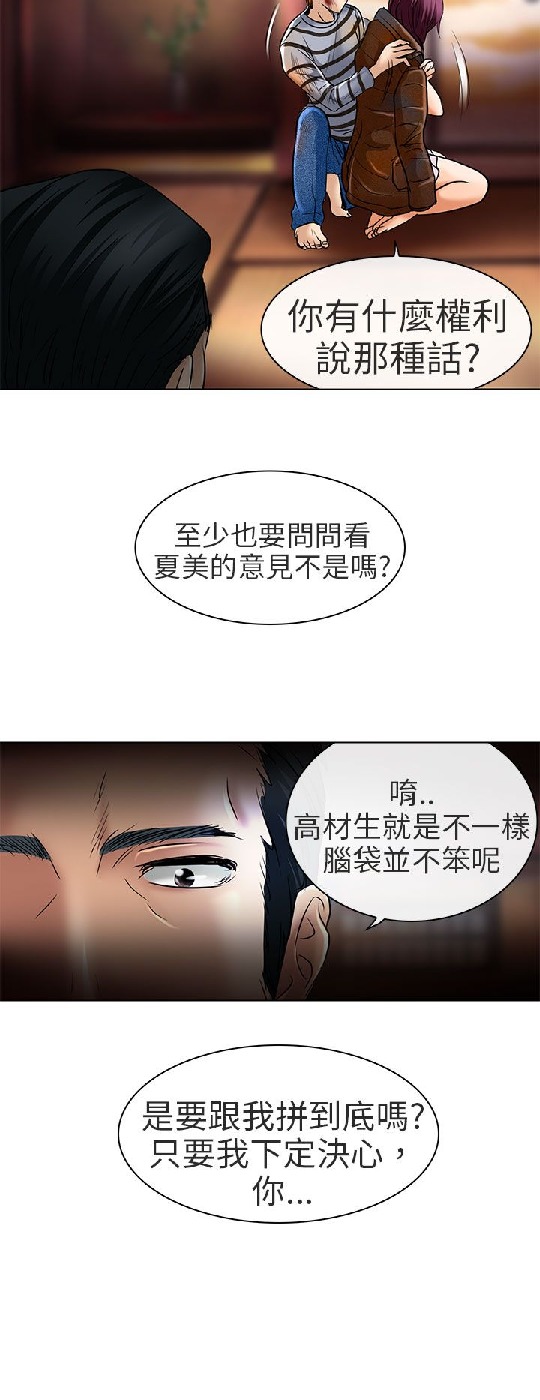 你有什麼權利
說那種話?
至少也要問問看
夏美的意見不是嗎?
唷..
高材生就是不一樣
腦袋並不笨呢
是要跟我拼到底嗎?
只要我下定決心，
你...